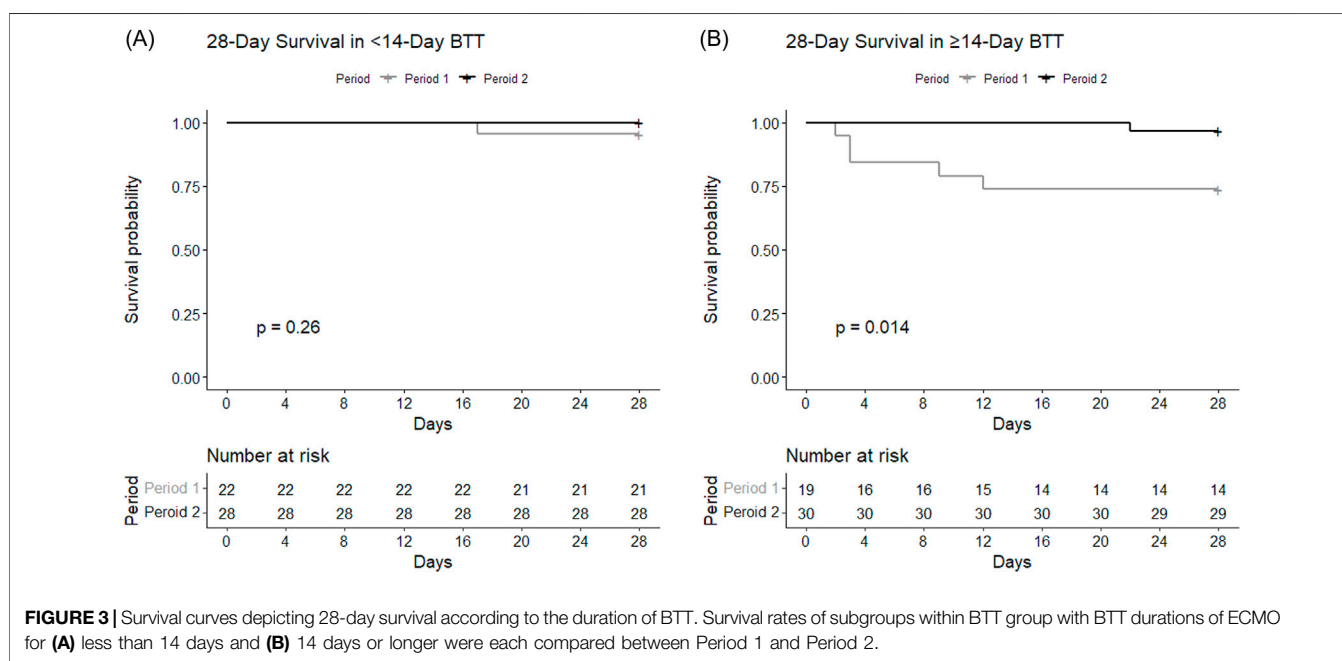 (A) 28-Day Survival in <14-Day BTT
Period Period 1 Peroid 2
1.00
0.75
0.50
0.25
0.00
Survival probability
p = 0.26
0 4 8 12 16 20 24 28
Days
Number at risk
Period
Period 1 22 22 22 22 22 21 21 21
Peroid 2 28 28 28 28 28 28 28 28
0 4 8 12 16 20 24 28
Days
(B) 28-Day Survival in ≥14-Day BTT
Period Period 1 Peroid 2
1.00
0.75
0.50
0.25
0.00
Survival probability
p = 0.014
0 4 8 12 16 20 24 28
Days
Number at risk
Period
Period 1 19 16 16 15 14 14 14 14
Peroid 2 30 30 30 30 30 30 29 29
0 4 8 12 16 20 24 28
Days
FIGURE 3 | Survival curves depicting 28-day survival according to the duration of BTT. Survival rates of subgroups within BTT group with BTT durations of ECMO
for (A) less than 14 days and (B) 14 days or longer were each compared between Period 1 and Period 2.